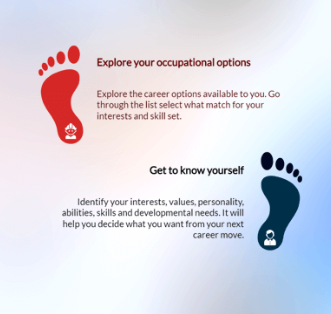 Explore your occupational options
Explore the career options available to you. Go
through the list select what match for your
interests and skill set.
Get to know yourself
Identify your interests, values, personality,
abilities, skills and developmental needs. It will
help you decide what you want from your next
career move.